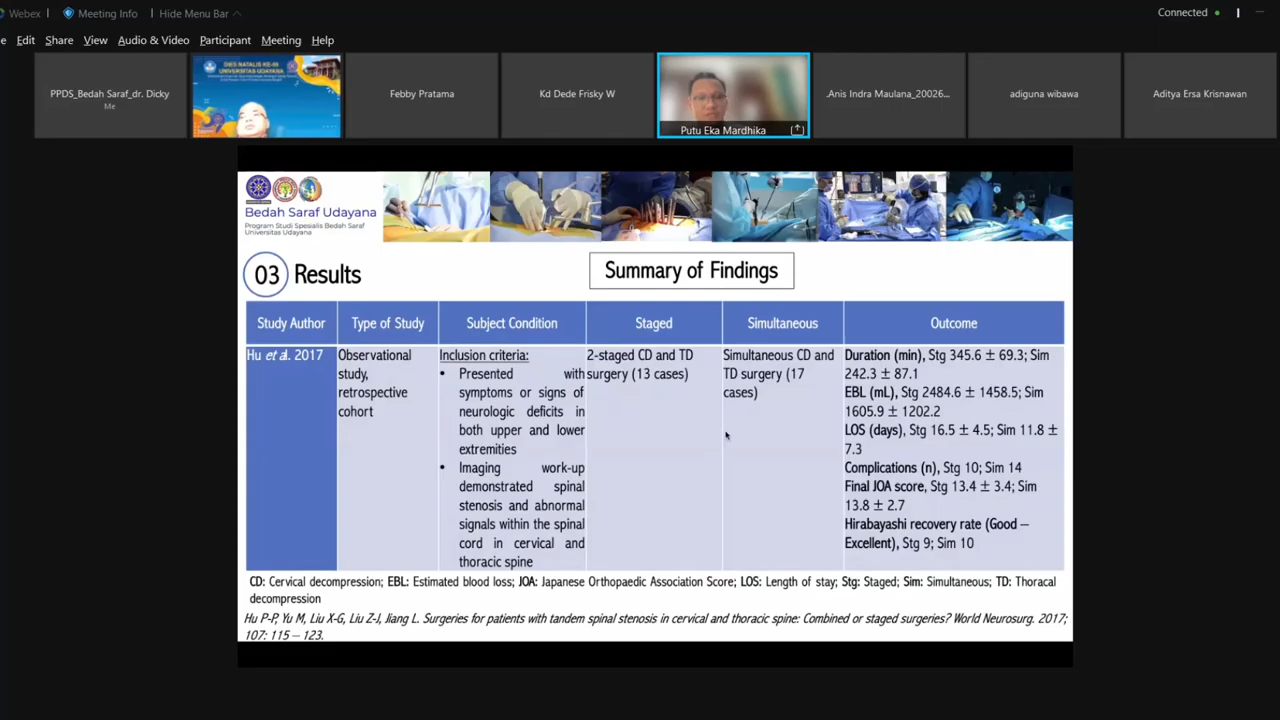 Webex Meeting Info Hide Menu Bar Connected
e Edit Share View Audio & Video Participant Meeting Help
PPDS_Bedah Saraf_dr. Dicky
Me
DIES NATALIS KE-
UNIVERSITAS UDAYANA
Febby Pratama
Kd Dede Frisky W
Putu Eka Mardhika
.Anis Indra Maulana_20026...
adiguna wibawa
Aditya Ersa Krisnawan
Bedah Saraf Udayana
Program Studi Spesialis Bedah Saraf
Universitas Udayana
03 Results
Summary of Findings
Study Author
Type of Study
Subject Condition
Staged
Simultaneous
Outcome
Hu et al. 2017
Observational
study,
retrospective
cohort
Inclusion criteria:
• Presented with
symptoms or signs of
neurologic deficits in
both upper and lower
extremities
• Imaging work-up
demonstrated spinal
stenosis and abnormal
signals within the spinal
cord in cervical and
thoracic spine
2-staged CD and TD
surgery (13 cases)
Simultaneous CD and
TD surgery (17
cases)
Duration (min), Stg 345.6 ± 69.3; Sim
242.3 ± 87.1
EBL (mL), Stg 2484.6 ± 1458.5; Sim
1605.9 ± 1202.2
LOS (days), Stg 16.5 ± 4.5; Sim 11.8 ±
7.3
Complications (n), Stg 10; Sim 14
Final JOA score, Stg 13.4 ± 3.4; Sim
13.8 ± 2.7
Hirabayashi recovery rate (Good –
Excellent), Stg 9; Sim 10
CD: Cervical decompression; EBL: Estimated blood loss; JOA: Japanese Orthopaedic Association Score; LOS: Length of stay; Stg: Staged; Sim: Simultaneous; TD: Thoracal
decompression
Hu P-P, Yu M, Liu X-G, Liu Z-J, Jiang L. Surgeries for patients with tandem spinal stenosis in cervical and thoracic spine: Combined or staged surgeries? World Neurosurg. 2017;
107: 115 – 123.